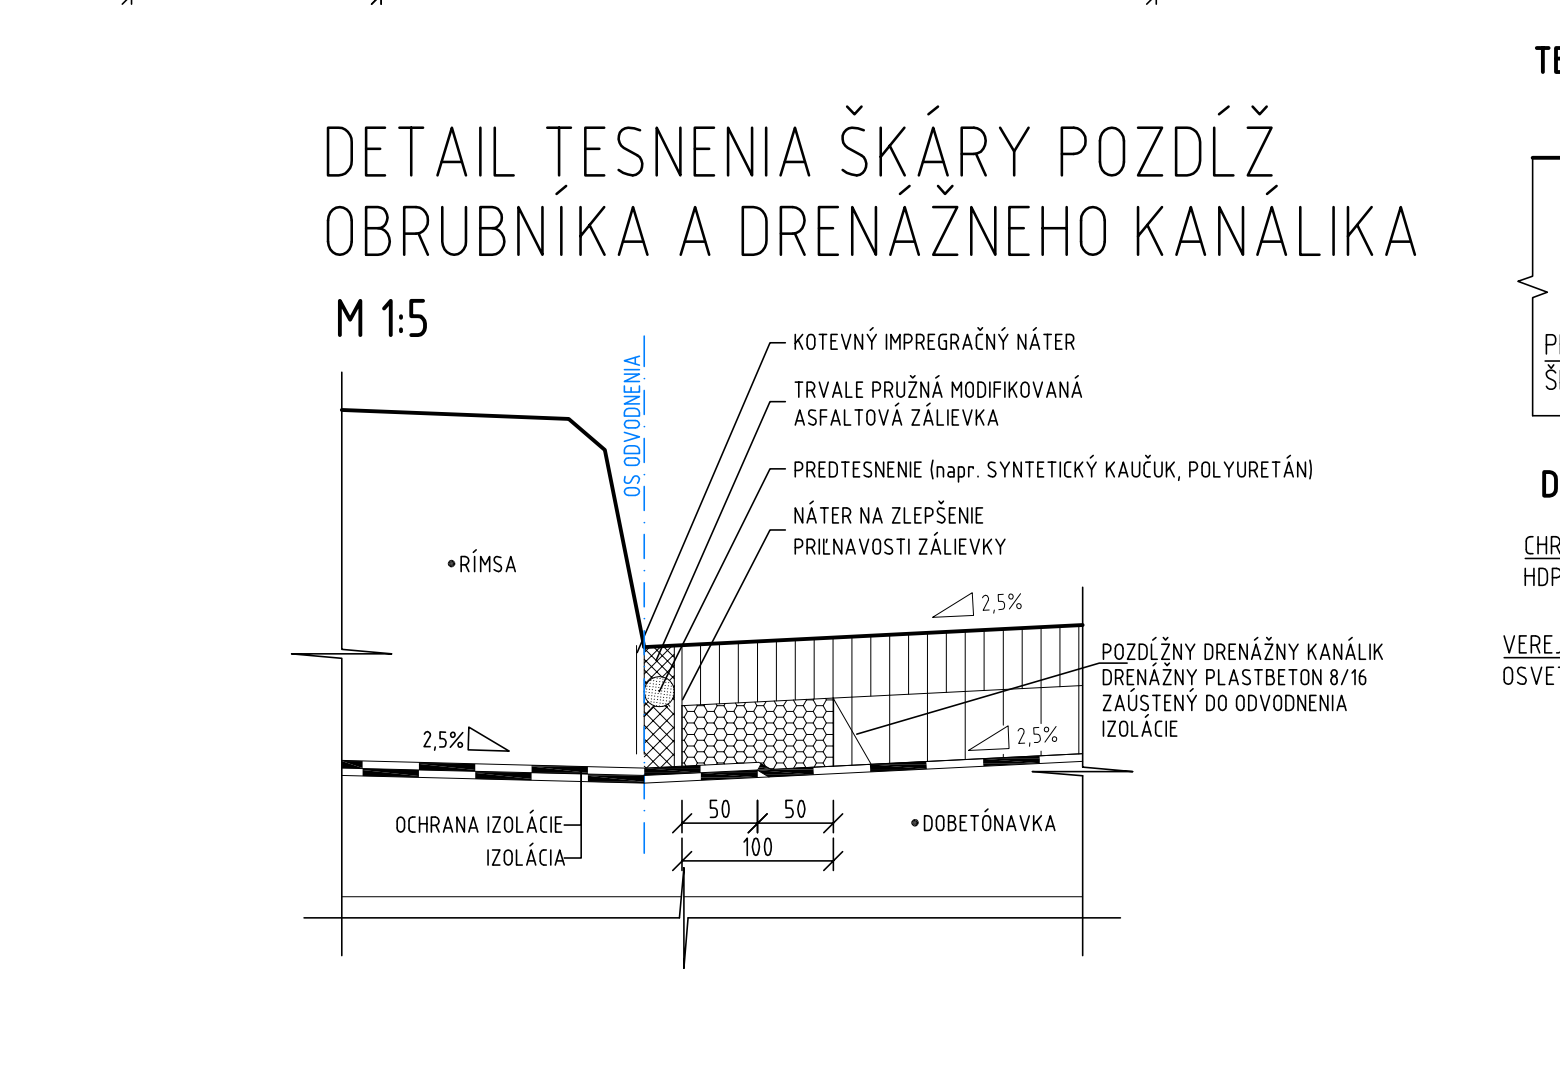 DETAIL TESNENIA ŠKÁRY POZDĹŽ
OBRUBNÍKA A DRENÁŽNEHO KANÁLIKA
M 1:5
OS ODVODNENIA
KOTEVNÝ IMPREGRAČNÝ NÁTER
TRVALE PRUŽNÁ MODIFIKOVANÁ
ASFALTOVÁ ZÁLIEVKA
PREDTESNENIE (napr. SYNTETICKÝ KAUČUK, POLYURETÁN)
NÁTER NA ZLEPŠENIE
PRIĽNAVOSTI ZÁLIEVKY
RÍMSA
2,5%
POZDĹŽNY DRENÁŽNY KANÁLIK
DRENÁŽNY PLASTBETON 8/16
ZAÚSTENÝ DO ODVODNENIA
IZOLÁCIE
2,5%
2,5%
OCHRANA IZOLÁCIE
IZOLÁCIA
50
50
100
DOBETÓNAVKA